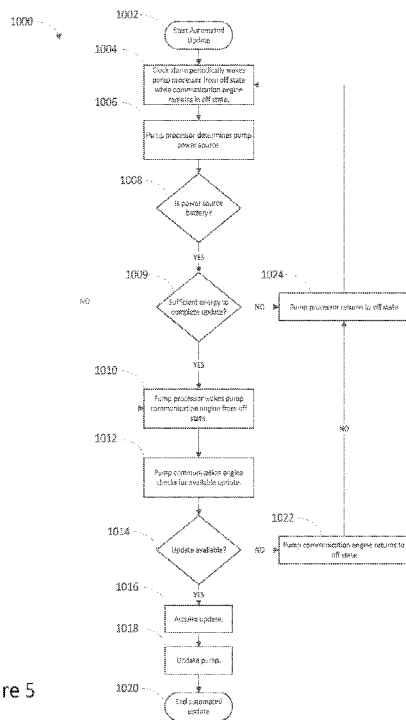 1000
1002
Start Automated
Update
1004
Clock alarm periodically wakes
pump processor from off state
while communication engine
remains in off state.
1006
Pump processor determines pump
power source
1008
Is power source
battery?
YES
1009
Sufficient energy to
complete update?
NO
NO
1024
Pump processor returns to off state
YES
1010
Pump processor wakes pump
communication engine from off
state.
1012
Pump communication engine
checks for available update.
NO
1014
Update available?
NO
1022
Pump communication engine returns to
off state
YES
1016
Acquire update.
1018
Update pump.
1020
End automated
update
re 5